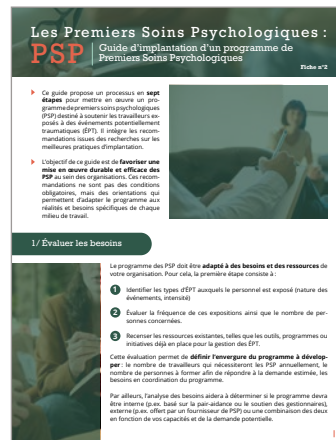 Les Premiers Soins Psychologiques :
PSP
Guide d'implantation d'un programme de
Premiers Soins Psychologiques
Fiche n°2
Ce guide propose un processus en sept
étapes pour mettre en œuvre un pro-
gramme de premiers soins psychologiques
(PSP) destiné à soutenir les travailleurs ex-
posés à des événements potentiellement
traumatiques (ÉPT). Il intègre les recom-
mandations issues des recherches sur les
meilleures pratiques d'implantation.
L'objectif de ce guide est de favoriser une
mise en œuvre durable et efficace des
PSP au sein des organisations. Ces recom-
mandations ne sont pas des conditions
obligatoires, mais des orientations qui
permettent d'adapter le programme aux
réalités et besoins spécifiques de chaque
milieu de travail.
1/ Évaluer les besoins
Le programme des PSP doit être adapté à des besoins et des ressources de
votre organisation. Pour cela, la première étape consiste à :
1 Identifier les types d'ÉPT auxquels le personnel est exposé (nature des
événements, intensité)
2 Évaluer la fréquence de ces expositions ainsi que le nombre de per-
sonnes concernées.
3 Recenser les ressources existantes, telles que les outils, programmes ou
initiatives déjà en place pour la gestion des ÉPT.
Cette évaluation permet de définir l'envergure du programme à dévelop-
per : le nombre de travailleurs qui nécessiteront les PSP annuellement, le
nombre de personnes à former afin de répondre à la demande estimée, les
besoins en coordination du programme.
Par ailleurs, l'analyse des besoins aidera à déterminer si le programme devra
être interne (p.ex. basé sur la pair-aidance ou le soutien des gestionnaires),
externe (p.ex. offert par un fournisseur de PSP) ou une combinaison des deux
en fonction de vos capacités et de la demande potentielle.